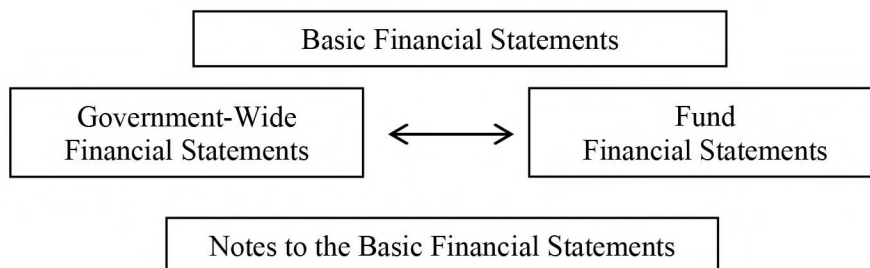 Basic Financial Statements
Government-Wide
Financial Statements
Fund
Financial Statements
Notes to the Basic Financial Statements